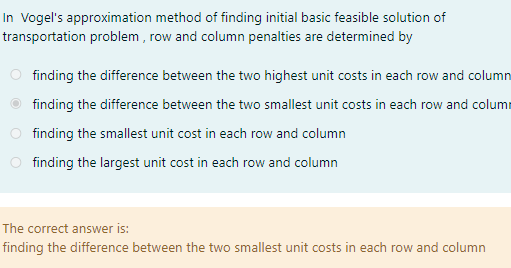 In Vogel's approximation method of finding initial basic feasible solution of
transportation problem , row and column penalties are determined by
finding the difference between the two highest unit costs in each row and column
finding the difference between the two smallest unit costs in each row and colum
finding the smallest unit cost in each row and column
finding the largest unit cost in each row and column
The correct answer is:
finding the difference between the two smallest unit costs in each row and column